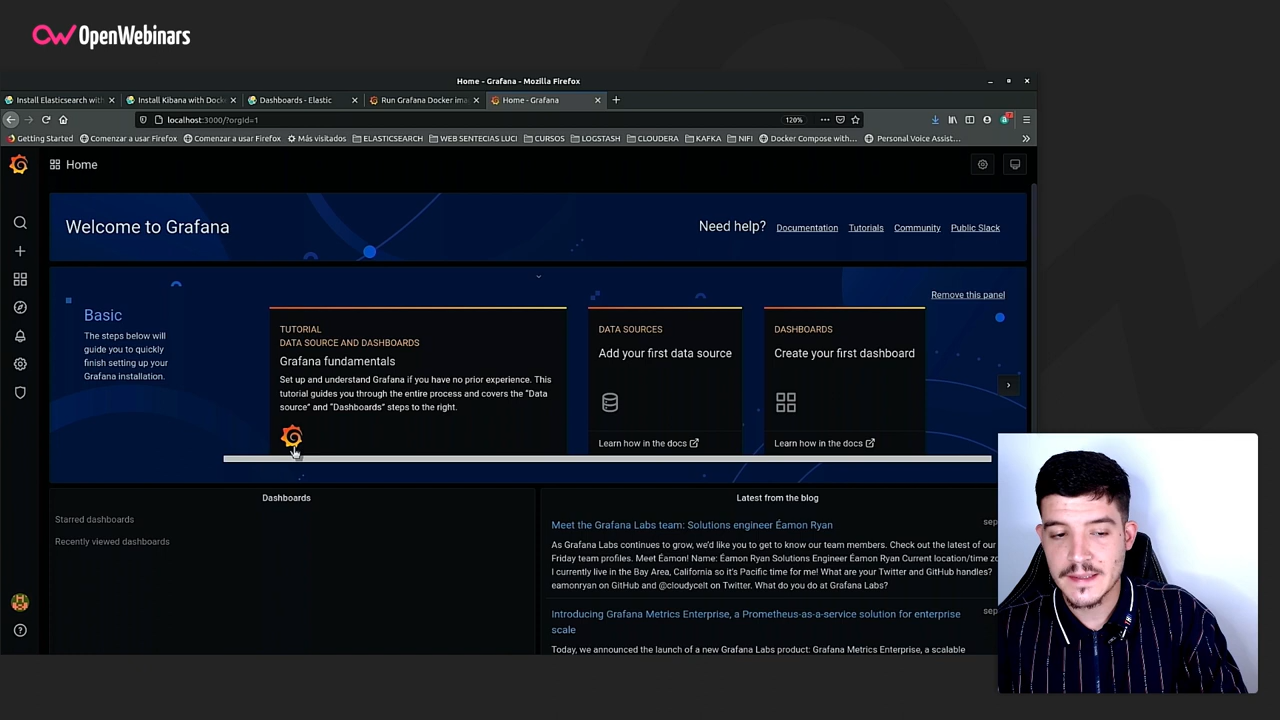 OpenWebinars
Home - Grafana - Mozilla Firefox
Install Elasticsearch with
Install Kibana with Dock
Dashboards - Elastic
Run Grafana Docker ima
Home - Grafana
localhost:3000/?orgId=1
120%
Getting Started
Comenzar a usar Firefox
Comenzar a usar Firefox
Más visitados
ELASTICSEARCH
WEB SENTECIAS LUCI
CURSOS
LOGSTASH
CLOUDERA
KAFKA
NIFI
Docker Compose with...
Personal Voice Assist...
Home
Welcome to Grafana
Need help?
Documentation
Tutorials
Community
Public Slack
Remove this panel
Basic
The steps below will
guide you to quickly
finish setting up your
Grafana installation.
TUTORIAL
DATA SOURCE AND DASHBOARDS
Grafana fundamentals
Set up and understand Grafana if you have no prior experience. This
tutorial guides you through the entire process and covers the “Data
source” and “Dashboards” steps to the right.
DATA SOURCES
Add your first data source
Learn how in the docs
DASHBOARDS
Create your first dashboard
Learn how in the docs
Dashboards
Starred dashboards
Recently viewed dashboards
Latest from the blog
Meet the Grafana Labs team: Solutions engineer Éamon Ryan
sep
As Grafana Labs continues to grow, we’d like you to get to know our team members. Check out the latest of our
Friday team profiles. Meet Éamon! Name: Éamon Ryan Solutions Engineer Éamon Ryan Current location/time zo
I currently live in the Bay Area, California so it’s Pacific time for me! What are your Twitter and GitHub handles?
eamonryan on GitHub and @cloudycelt on Twitter. What do you do at Grafana Labs?
Introducing Grafana Metrics Enterprise, a Prometheus-as-a-service solution for enterprise
scale
sep
Today, we announced the launch of a new Grafana Labs product: Grafana Metrics Enterprise, a scalable